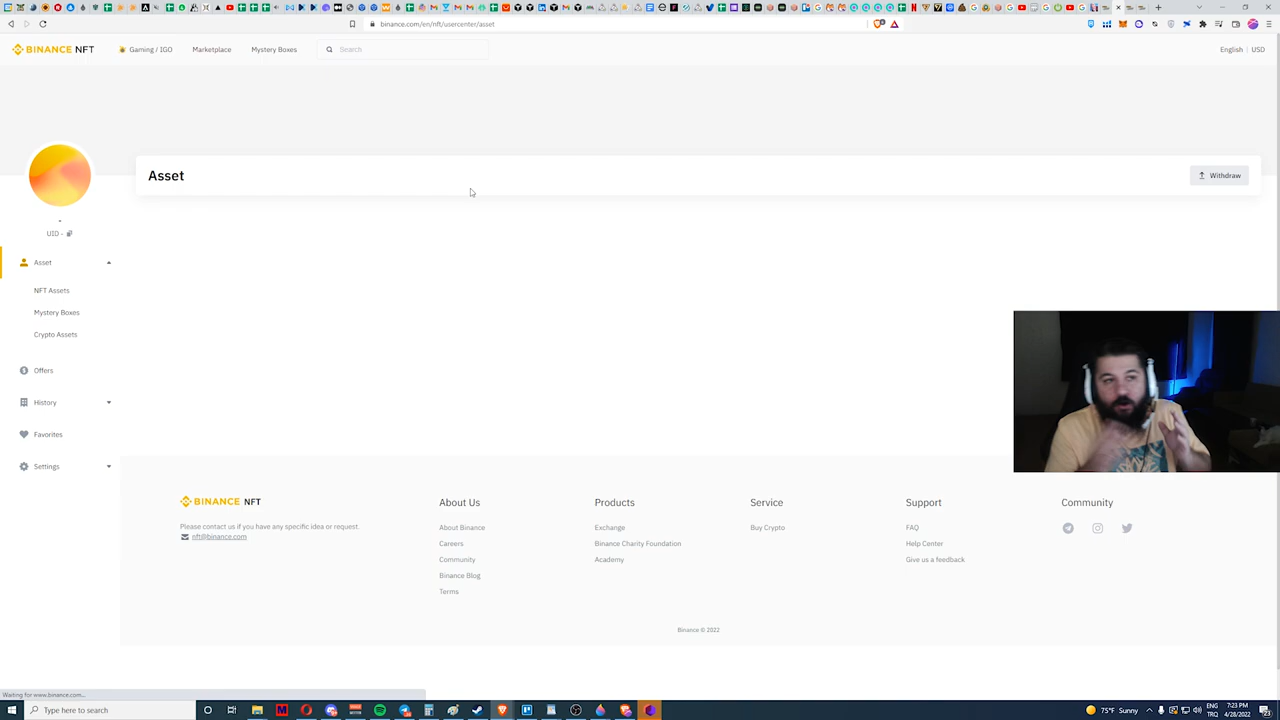 binance.com/en/nft/usercenter/asset
BINANCE NFT
Gaming / IGO
Marketplace
Mystery Boxes
Search
English | USD
Asset
Withdraw
-
UID -
Asset
NFT Assets
Mystery Boxes
Crypto Assets
Offers
History
Favorites
Settings
BINANCE NFT
Please contact us if you have any specific idea or request.
nft@binance.com
About Us
About Binance
Careers
Community
Binance Blog
Terms
Products
Exchange
Binance Charity Foundation
Academy
Service
Buy Crypto
Support
FAQ
Help Center
Give us a feedback
Community
Binance © 2022
Waiting for www.binance.com...
Type here to search
75°F Sunny
ENG
TRQ
7:23 PM
4/28/2022